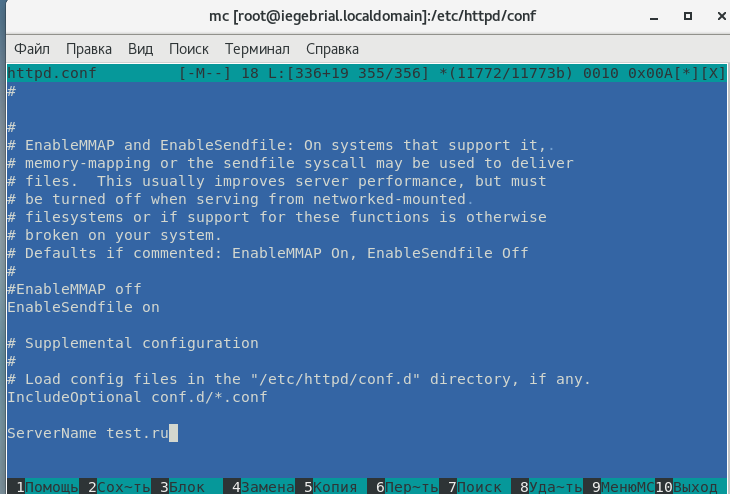 mc [root@iegebrial.localdomain]:/etc/httpd/conf
Файл Правка Вид Поиск Терминал Справка
httpd.conf [-M--] 18 L:[336+19 355/356] *(11772/11773b) 0010 0x00A[*][X]
#
#
# EnableMMAP and EnableSendfile: On systems that support it,.
# memory-mapping or the sendfile syscall may be used to deliver
# files.  This usually improves server performance, but must
# be turned off when serving from networked-mounted.
# filesystems or if support for these functions is otherwise
# broken on your system.
# Defaults if commented: EnableMMAP On, EnableSendfile Off
#
#EnableMMAP off
EnableSendfile on
# Supplemental configuration
#
# Load config files in the "/etc/httpd/conf.d" directory, if any.
IncludeOptional conf.d/*.conf
ServerName test.ru
1Помощь 2Сох~ть 3Блок 4Замена 5Копия 6Пер~ть 7Поиск 8Уда~ть 9МенюMC 10Выход